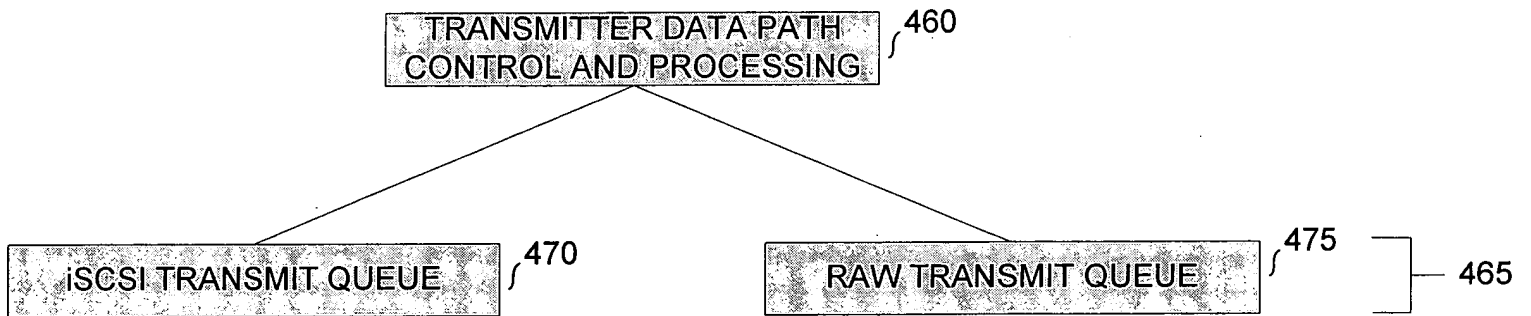 TRANSMITTER DATA PATH
CONTROL AND PROCESSING
460
iSCSI TRANSMIT QUEUE
470
RAW TRANSMIT QUEUE
475
465